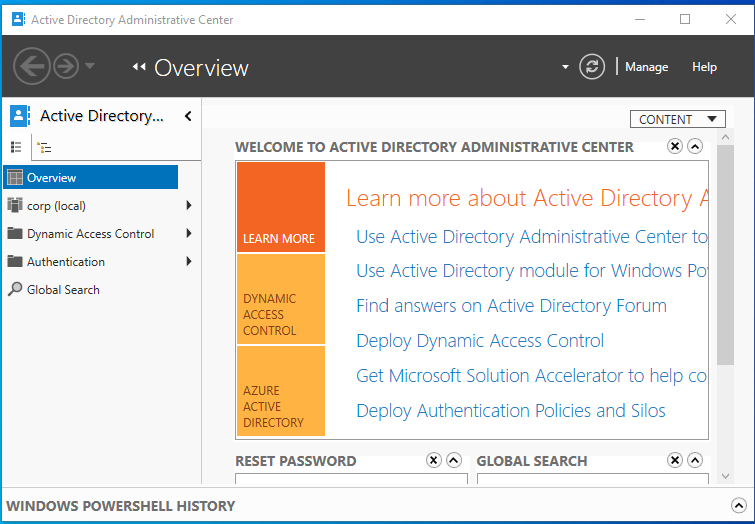 Active Directory Administrative Center
Overview
Manage
Help
Active Directory...
CONTENT
Overview
corp (local)
Dynamic Access Control
Authentication
Global Search
WELCOME TO ACTIVE DIRECTORY ADMINISTRATIVE CENTER
LEARN MORE
DYNAMIC
ACCESS
CONTROL
AZURE
ACTIVE
DIRECTORY
Learn more about Active Directory A
Use Active Directory Administrative Center to
Use Active Directory module for Windows Po
Find answers on Active Directory Forum
Deploy Dynamic Access Control
Get Microsoft Solution Accelerator to help co
Deploy Authentication Policies and Silos
RESET PASSWORD
GLOBAL SEARCH
WINDOWS POWERSHELL HISTORY